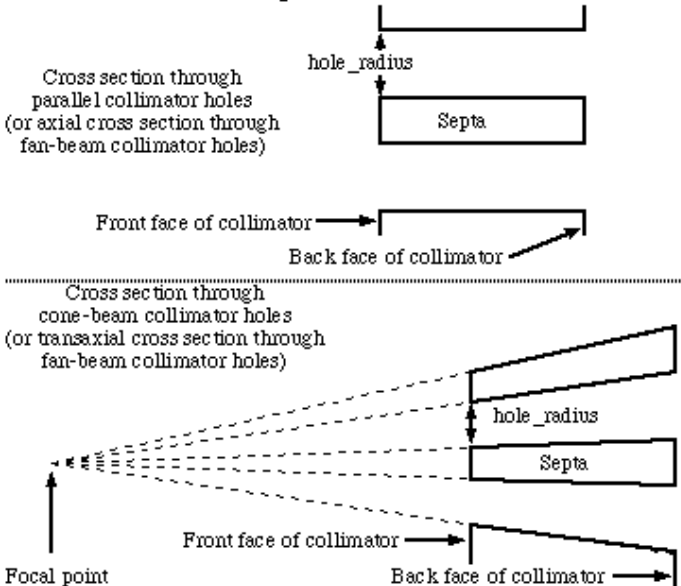 hole_radius
Cross section through
parallel collimator holes
(or axial cross section through
fan-beam collimator holes)
Septa
Front face of collimator
Back face of collimator
Cross section through
cone-beam collimator holes
(or transaxial cross section through
fan-beam collimator holes)
hole_radius
Septa
Front face of collimator
Focal point
Back face of collimator